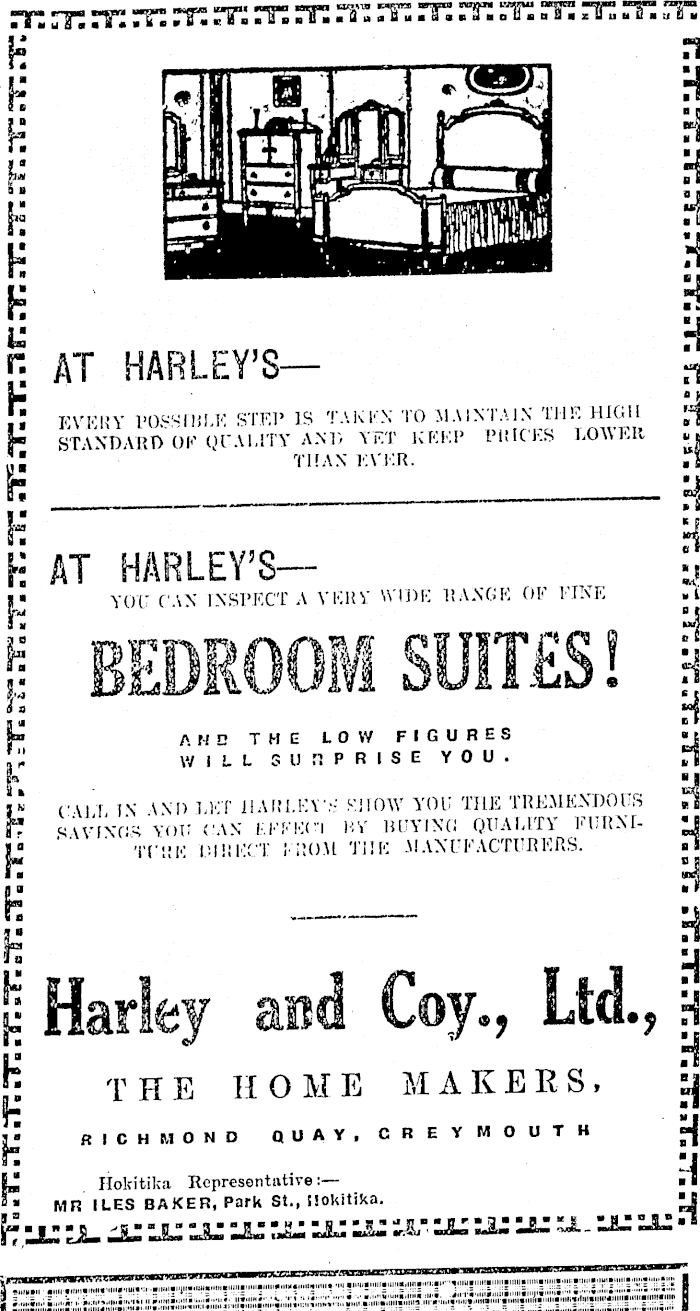 AT HARLEY'S—
EVERY POSSIBLE STEP IS TAKEN TO MAINTAIN THE HIGH
STANDARD OF QUALITY AND YET KEEP PRICES LOWER
THAN EVER.
AT HARLEY'S—
YOU CAN INSPECT A VERY WIDE RANGE OF FINE
BEDROOM SUITES!
AND THE LOW FIGURES
WILL SURPRISE YOU.
CALL IN AND LET HARLEY'S SHOW YOU THE TREMENDOUS
SAVINGS YOU CAN EFFECT BY BUYING QUALITY FURNI-
TURE DIRECT FROM THE MANUFACTURERS.
Harley and Coy., Ltd.,
THE HOME MAKERS,
RICHMOND QUAY, GREYMOUTH
Hokitika Representative:—
MR ILES BAKER, Park St., Hokitika.